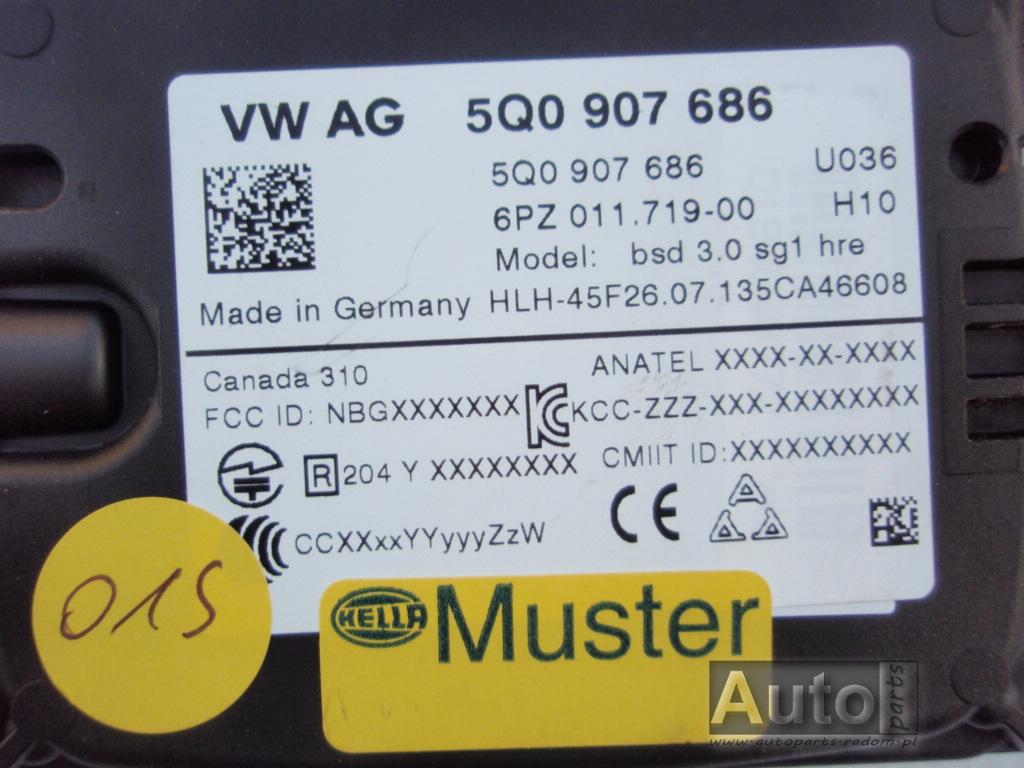 VW AG 5Q0 907 686
5Q0 907 686 U036
6PZ 011.719-00 H10
Model: bsd 3.0 sg1 hre
Made in Germany HLH-45F26.07.135CA46608
Canada 310 ANATEL XXXX-XX-XXXX
FCC ID: NBGXXXXXXX KC KCC-ZZZ-XXX-XXXXXXXX
R 204 Y XXXXXXXX CMIIT ID:XXXXXXXXXX
CCXXxxYYyyyZzW CE
015
HELLA Muster
Auto parts
www.autoparts-radom.pl